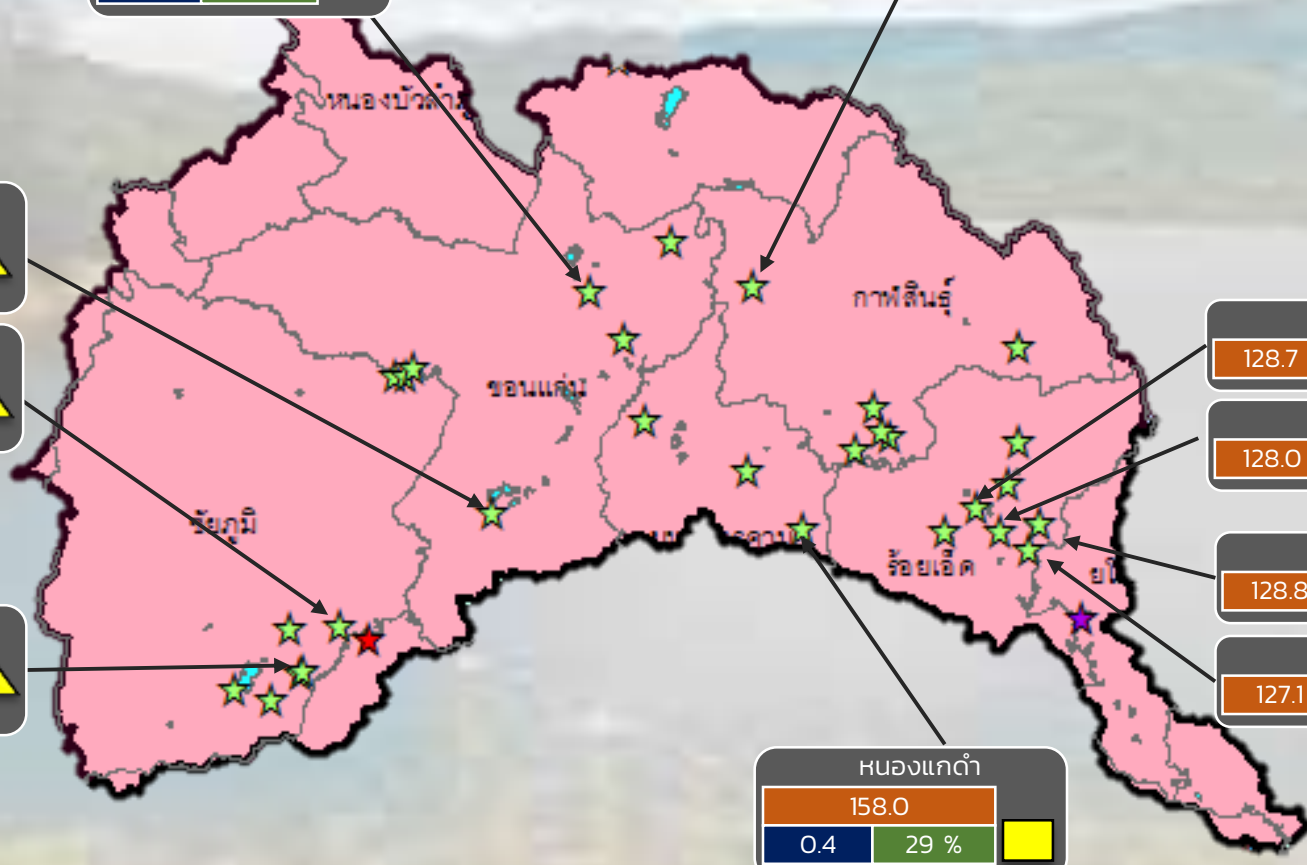 หนองบัวลำภู
กาฬสินธุ์
128.7
ขอนแก่น
128.0
ชัยภูมิ
ร้อยเอ็ด
128.8
127.1
หนองแกดำ
158.0
0.4 29 %